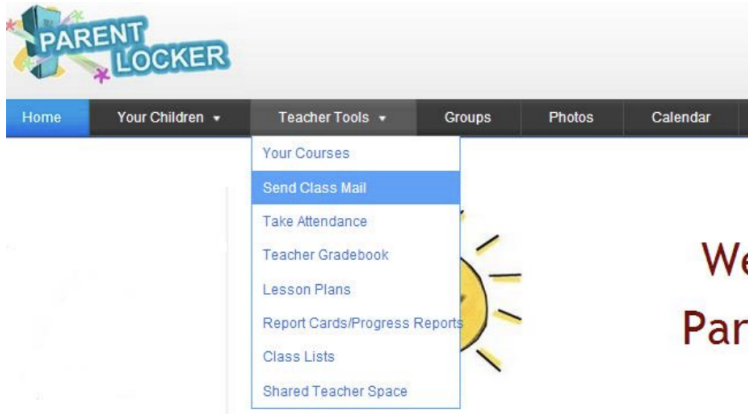 PARENT
LOCKER
Home Your Children Teacher Tools Groups Photos Calendar
Your Courses
Send Class Mail
Take Attendance
Teacher Gradebook
Lesson Plans
Report Cards/Progress Reports
Class Lists
Shared Teacher Space
We
Par